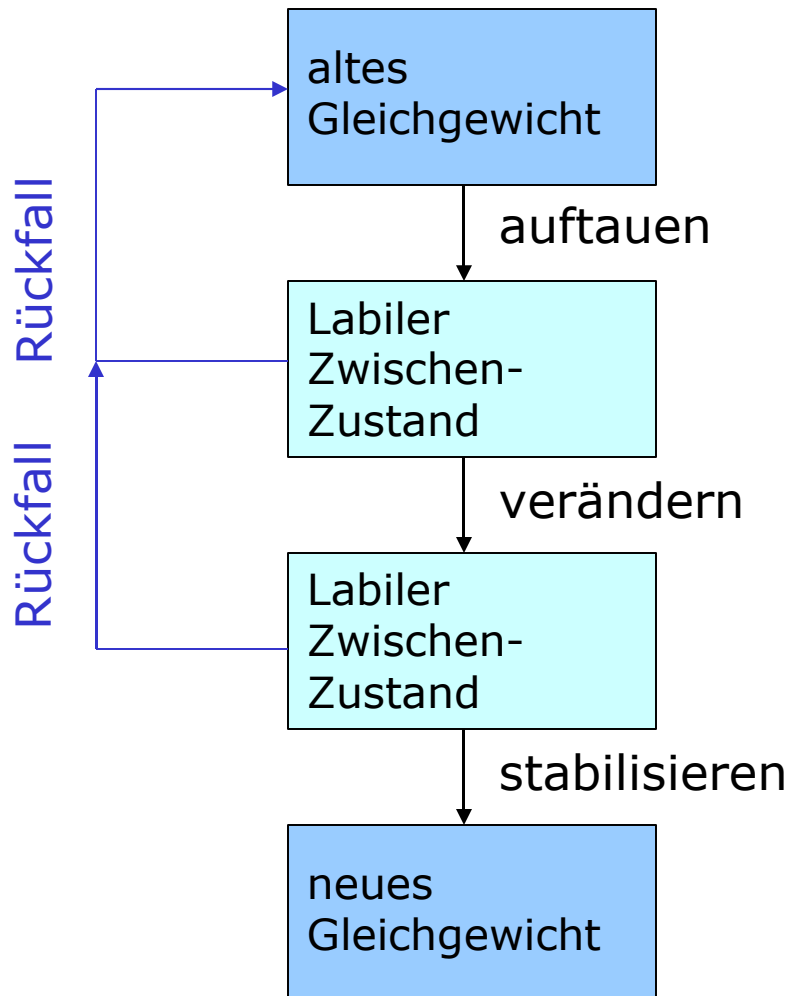 altes
Gleichgewicht
auftauen
Rückfall
Labiler
Zwischen-
Zustand
verändern
Rückfall
Labiler
Zwischen-
Zustand
stabilisieren
neues
Gleichgewicht